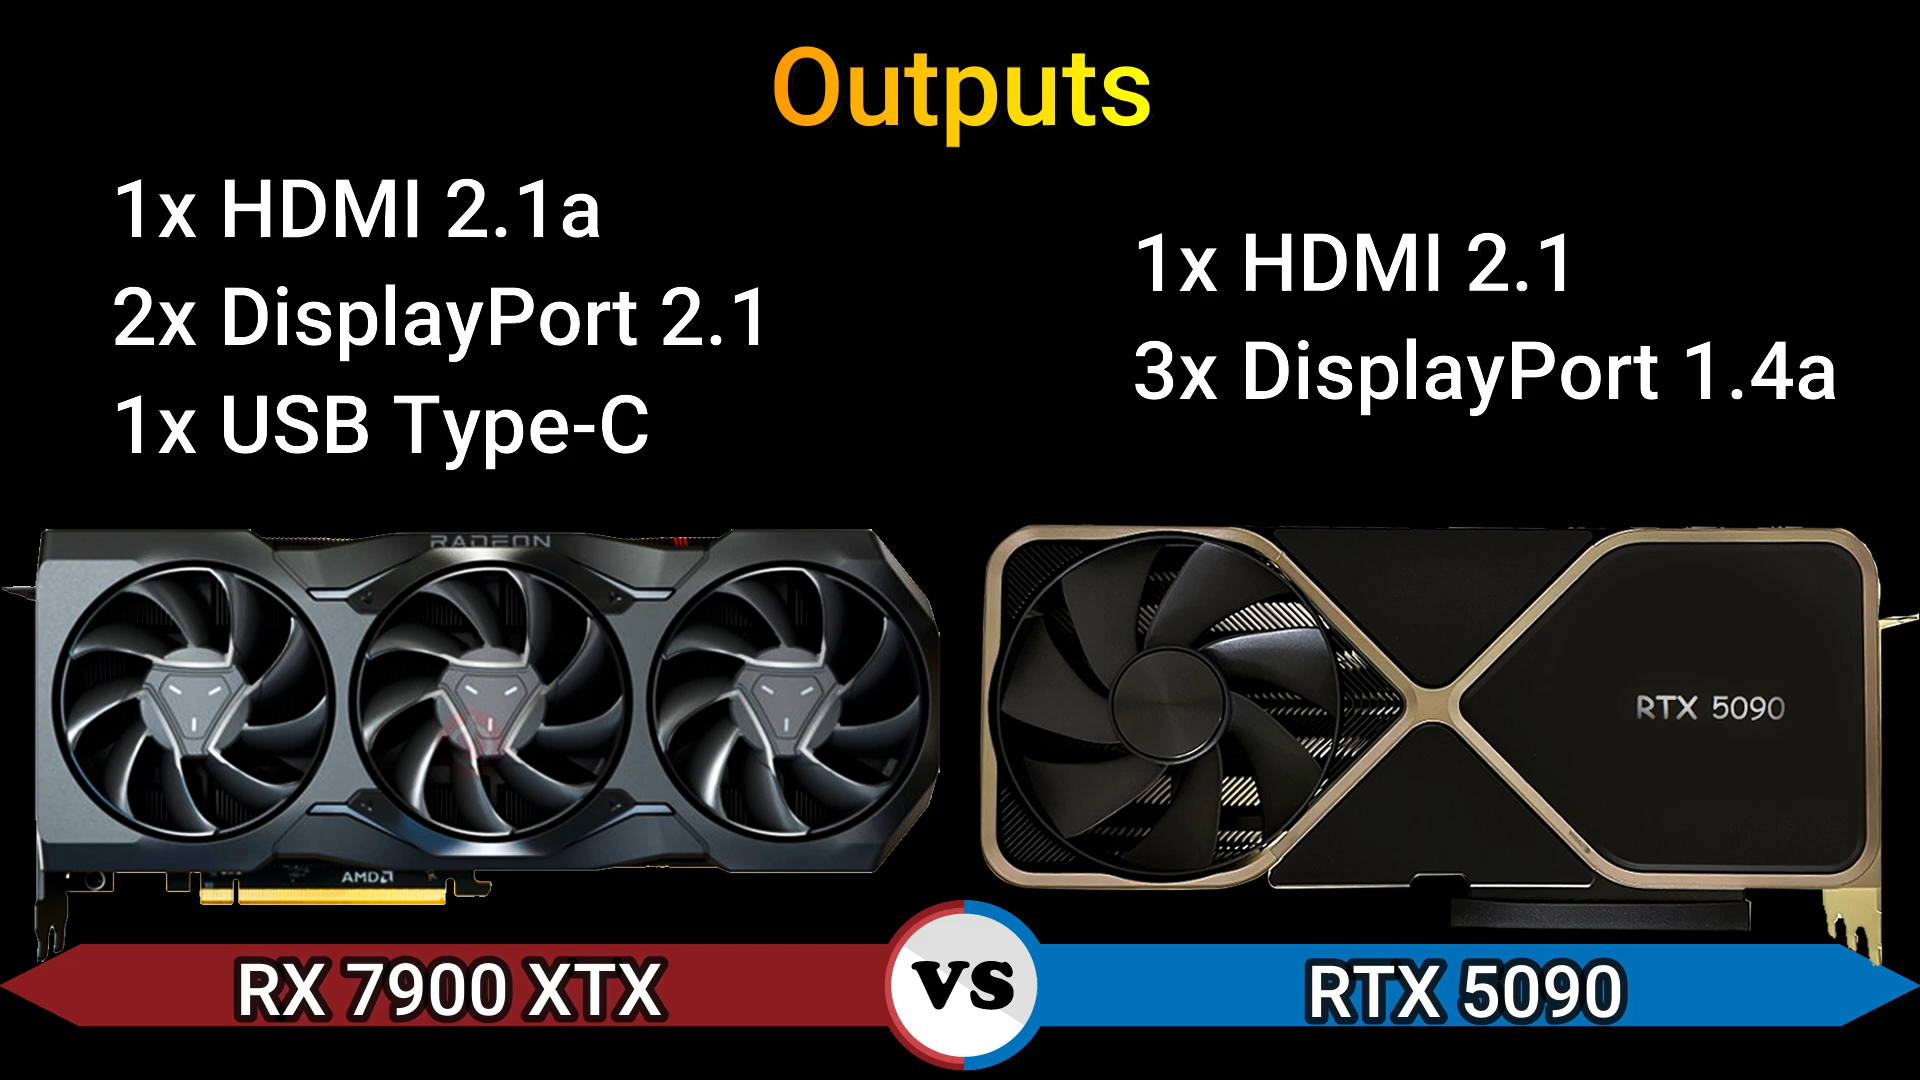 Outputs
1x HDMI 2.1a
2x DisplayPort 2.1
1x USB Type-C
1x HDMI 2.1
3x DisplayPort 1.4a
RADEON
AMD
RTX 5090
RX 7900 XTX
VS
RTX 5090